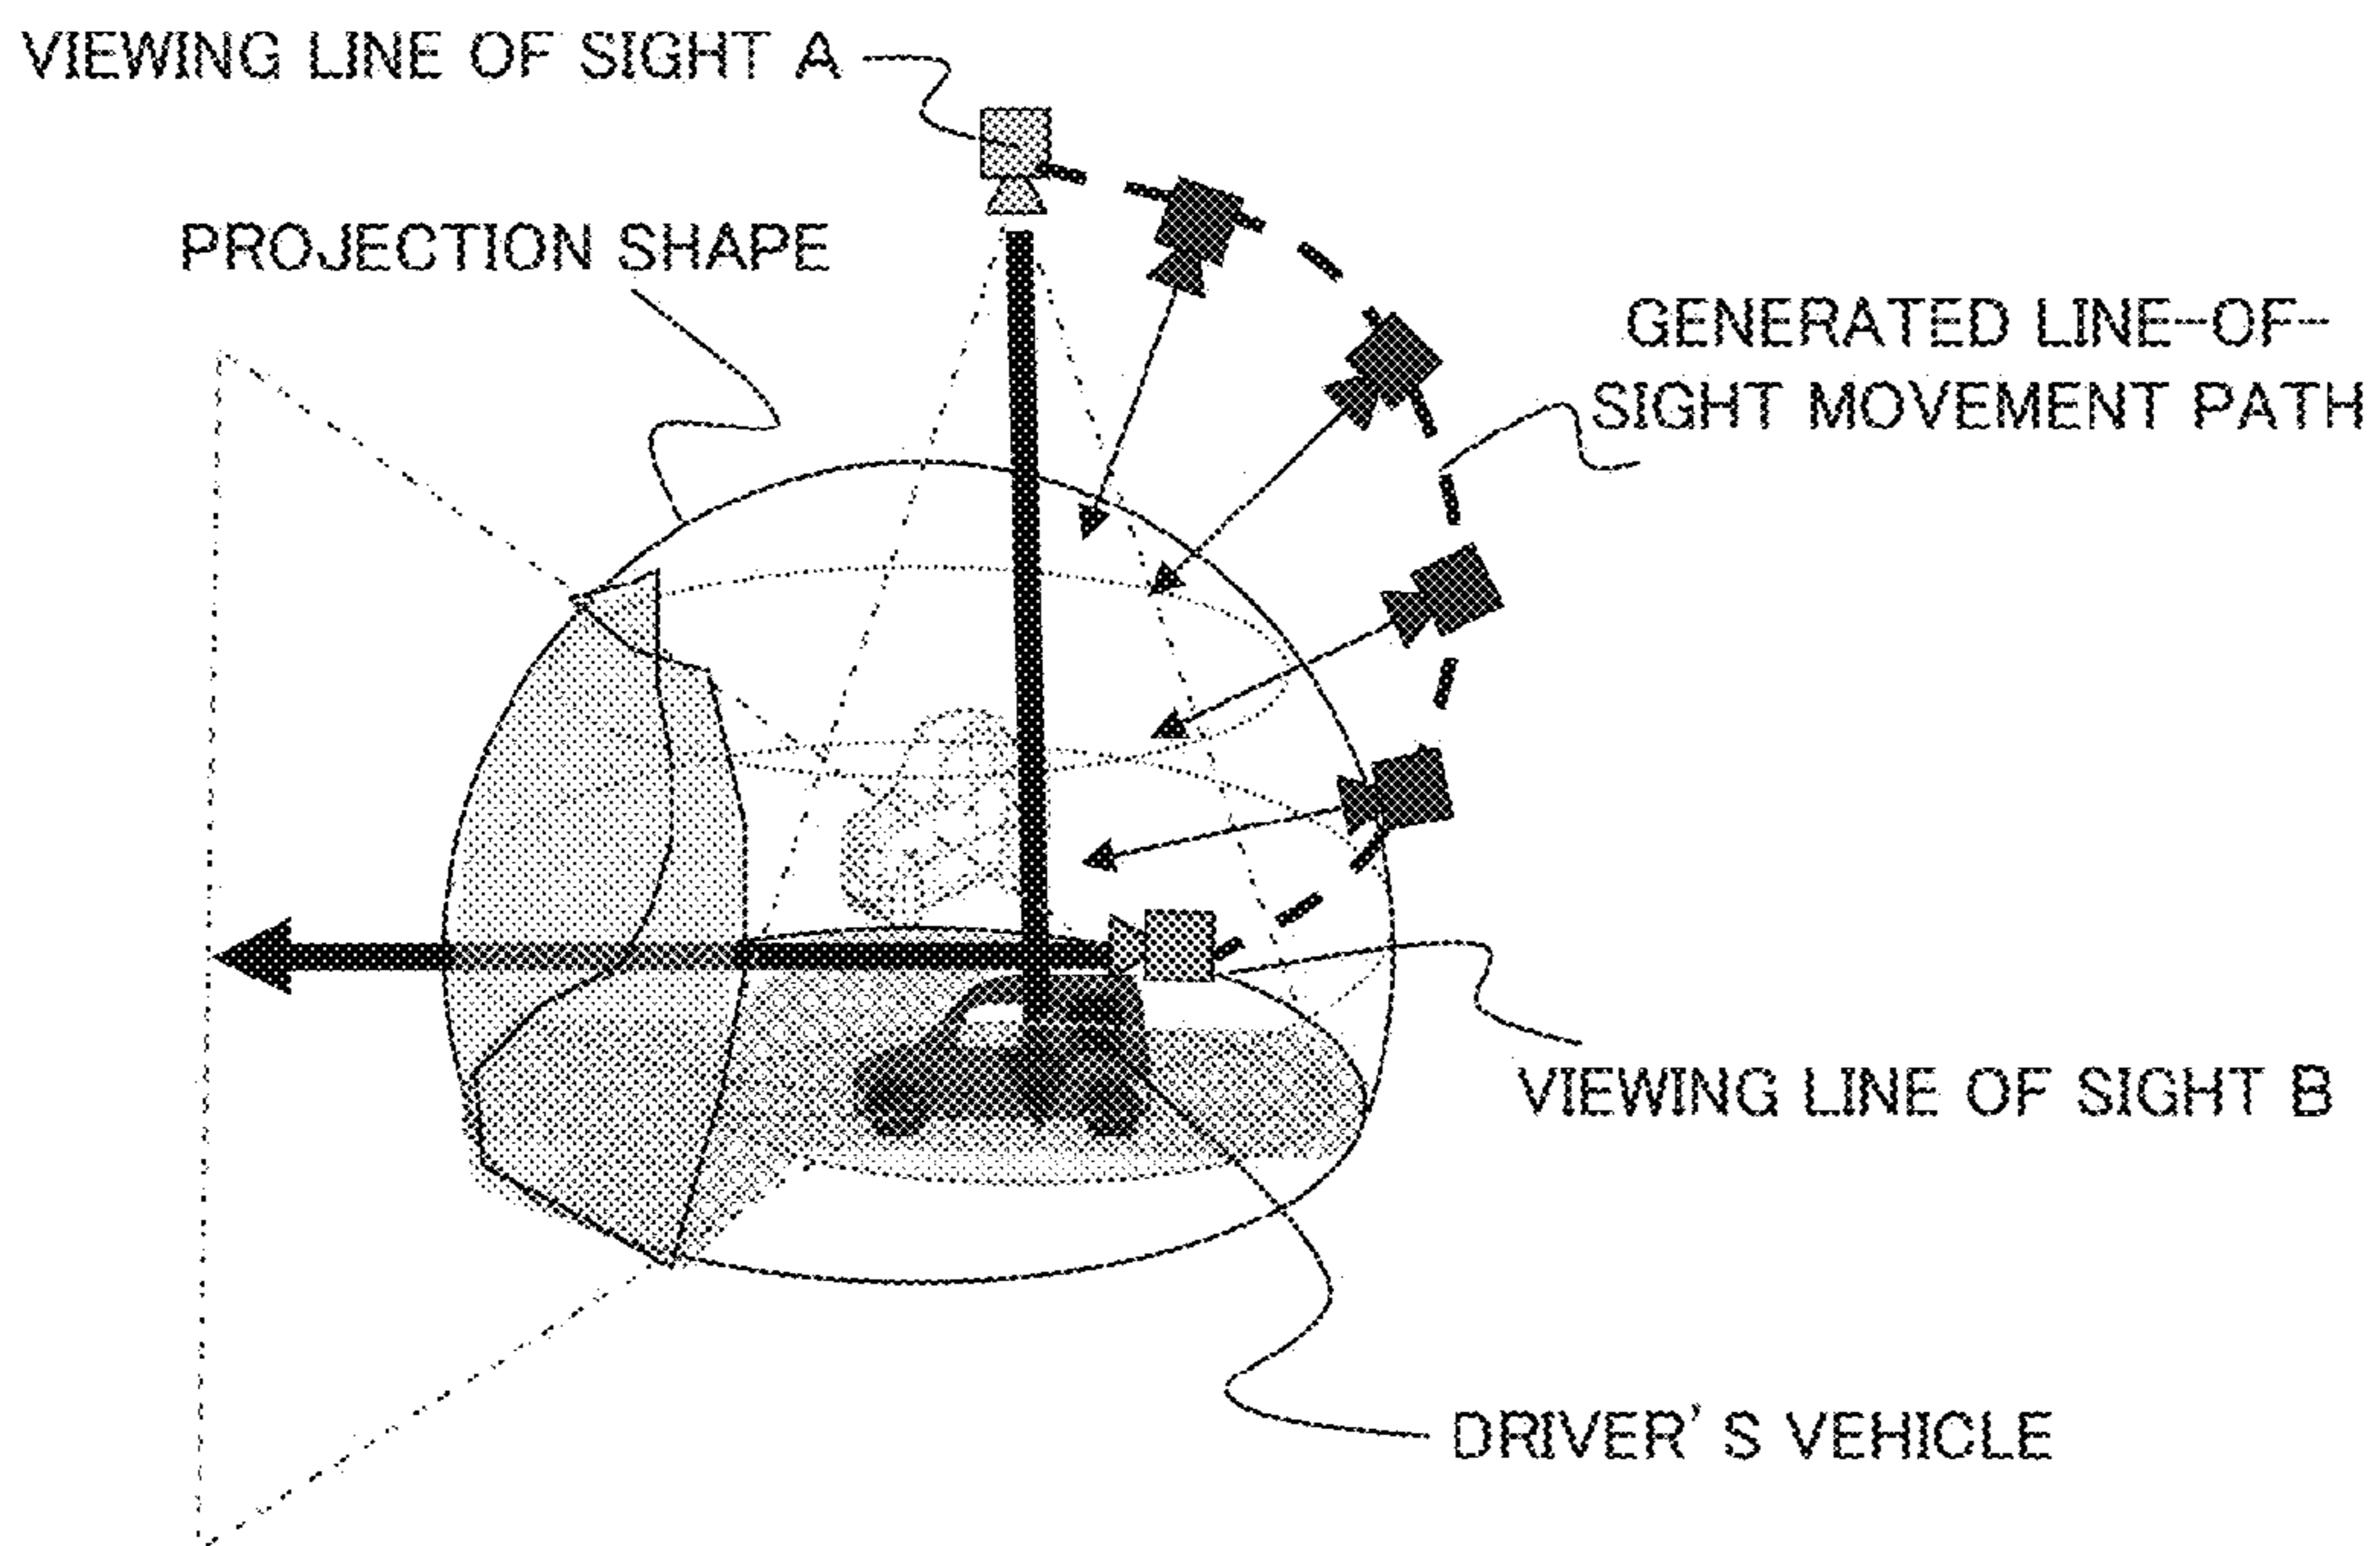 VIEWING LINE OF SIGHT A
PROJECTION SHAPE
GENERATED LINE-OF-
SIGHT MOVEMENT PATH
VIEWING LINE OF SIGHT B
DRIVER'S VEHICLE